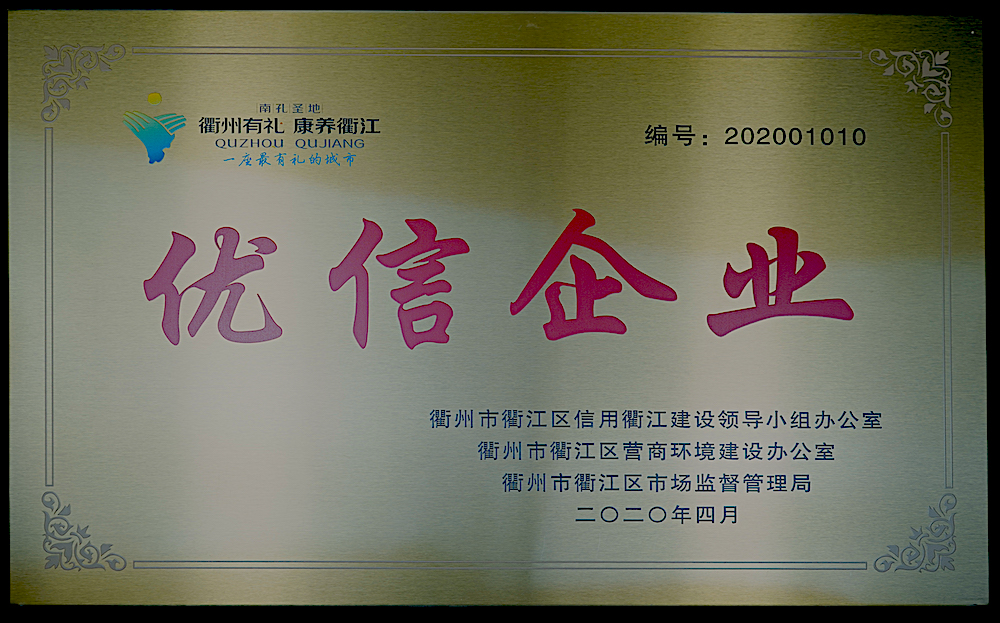 南孔圣地
衢州有礼 康养衢江
QUZHOU QUJIANG
一座最有礼的城市
编号：202001010
优信企业
衢州市衢江区信用衢江建设领导小组办公室
衢州市衢江区营商环境建设办公室
衢州市衢江区市场监督管理局
二〇二〇年四月